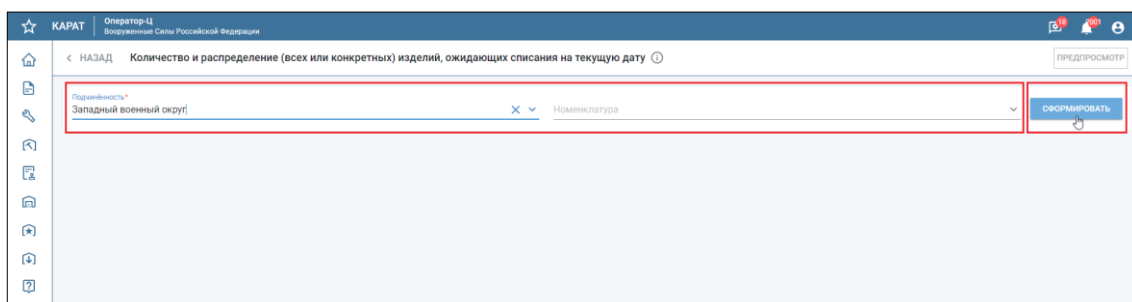 КАРАТ
Оператор-Ц
Вооруженные Силы Российской Федерации
18
2001
< НАЗАД Количество и распределение (всех или конкретных) изделий, ожидающих списания на текущую дату
ПРЕДПРОСМОТР
Подчинённость*
Западный военный округ
Номенклатура
СФОРМИРОВАТЬ